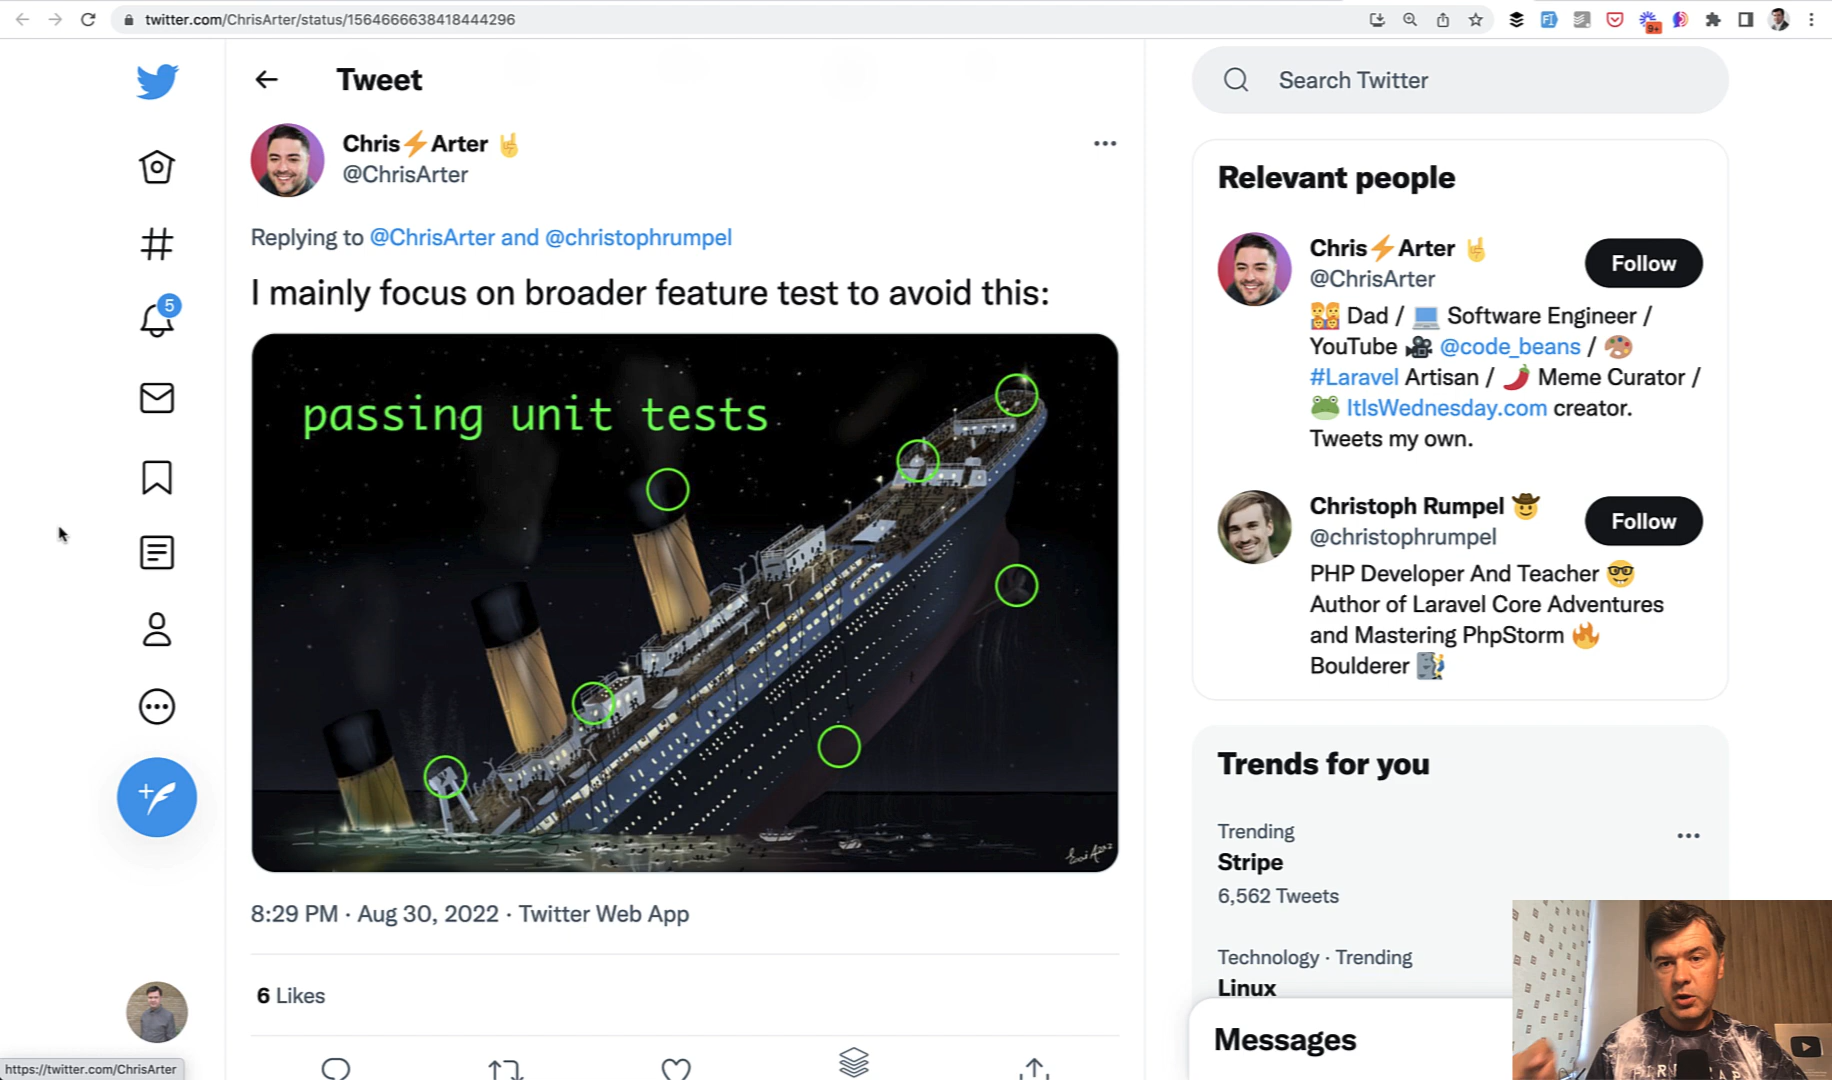 twitter.com/ChrisArter/status/1564666638418444296
9+
Tweet
Search Twitter
Chris⚡Arter 🤘
@ChrisArter
Replying to @ChrisArter and @christophrumpel
I mainly focus on broader feature test to avoid this:
passing unit tests
8:29 PM · Aug 30, 2022 · Twitter Web App
6 Likes
5
Relevant people
Chris⚡Arter 🤘
@ChrisArter
Follow
👨‍👩‍👧‍👦 Dad / 💻 Software Engineer /
YouTube 🎥 @code_beans / 🎨
#Laravel Artisan / 🌶️ Meme Curator /
🐸 ItIsWednesday.com creator.
Tweets my own.
Christoph Rumpel 🤠
@christophrumpel
Follow
PHP Developer And Teacher 🤓
Author of Laravel Core Adventures
and Mastering PhpStorm 🔥
Boulderer 🧗
Trends for you
Trending
Stripe
6,562 Tweets
Technology · Trending
Linux
Messages
https://twitter.com/ChrisArter